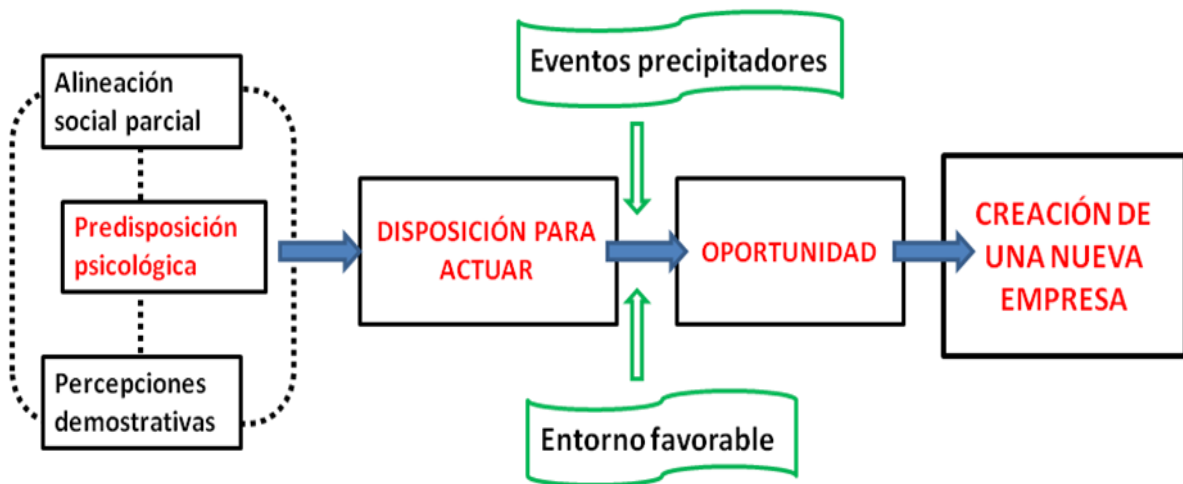 Eventos precipitadores
Alineación
social parcial
Predisposición
psicológica
Percepciones
demostrativas
DISPOSICIÓN PARA
ACTUAR
OPORTUNIDAD
CREACIÓN DE
UNA NUEVA
EMPRESA
Entorno favorable